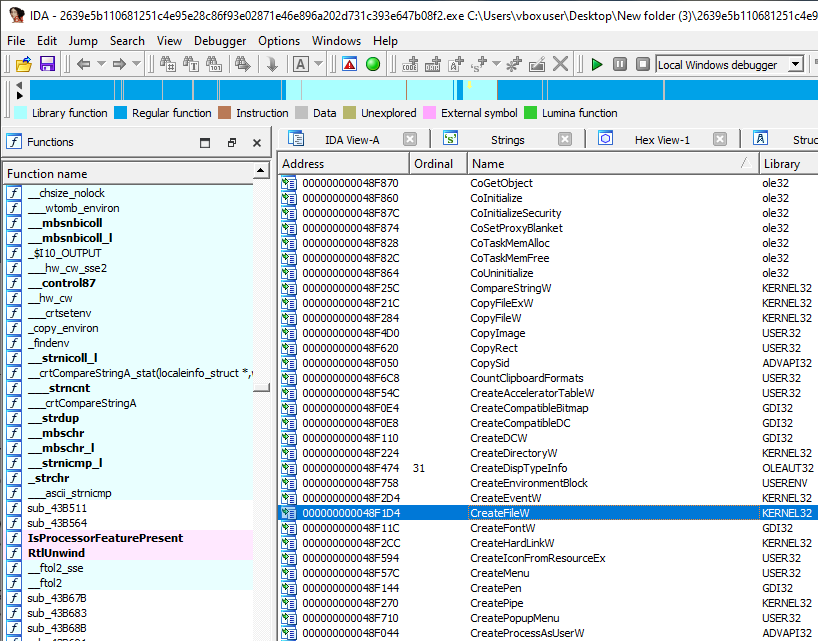 IDA - 2639e5b110681251c4e95e28c86f93e02871e46e896a202d731c393e647b08f2.exe C:\Users\vboxuser\Desktop\New folder (3)\2639e5b110681251c4e9
File Edit Jump Search View Debugger Options Windows Help
Local Windows debugger
Library function Regular function Instruction Data Unexplored External symbol Lumina function
Functions
IDA View-A Strings Hex View-1 Struc
Function name
Address Ordinal Name Library
__chsize_nolock
___wtomb_environ
__mbsnbicoll
__mbsnbicoll_l
_$I10_OUTPUT
___hw_cw_sse2
__control87
__hw_cw
___crtsetenv
_copy_environ
_findenv
__strnicoll_l
__crtCompareStringA_stat(localeinfo_struct *,
____strncnt
___crtCompareStringA
__strdup
__mbschr
__mbschr_l
__strnicmp_l
_strchr
___ascii_strnicmp
sub_43B511
sub_43B564
IsProcessorFeaturePresent
RtlUnwind
__ftol2_sse
__ftol2
sub_43B67B
sub_43B683
sub_43B68B
000000000048F870 CoGetObject ole32
000000000048F860 CoInitialize ole32
000000000048F87C CoInitializeSecurity ole32
000000000048F874 CoSetProxyBlanket ole32
000000000048F828 CoTaskMemAlloc ole32
000000000048F82C CoTaskMemFree ole32
000000000048F864 CoUninitialize ole32
000000000048F25C CompareStringW KERNEL32
000000000048F21C CopyFileExW KERNEL32
000000000048F284 CopyFileW KERNEL32
000000000048F4D0 CopyImage USER32
000000000048F620 CopyRect USER32
000000000048F050 CopySid ADVAPI32
000000000048F6C8 CountClipboardFormats USER32
000000000048F54C CreateAcceleratorTableW USER32
000000000048F0E4 CreateCompatibleBitmap GDI32
000000000048F0E8 CreateCompatibleDC GDI32
000000000048F110 CreateDCW GDI32
000000000048F224 CreateDirectoryW KERNEL32
000000000048F474 31 CreateDispTypeInfo OLEAUT32
000000000048F758 CreateEnvironmentBlock USERENV
000000000048F2D4 CreateEventW KERNEL32
000000000048F1D4 CreateFileW KERNEL32
000000000048F11C CreateFontW GDI32
000000000048F2CC CreateHardLinkW KERNEL32
000000000048F594 CreateIconFromResourceEx USER32
000000000048F57C CreateMenu USER32
000000000048F144 CreatePen GDI32
000000000048F270 CreatePipe KERNEL32
000000000048F710 CreatePopupMenu USER32
000000000048F044 CreateProcessAsUserW ADVAPI32